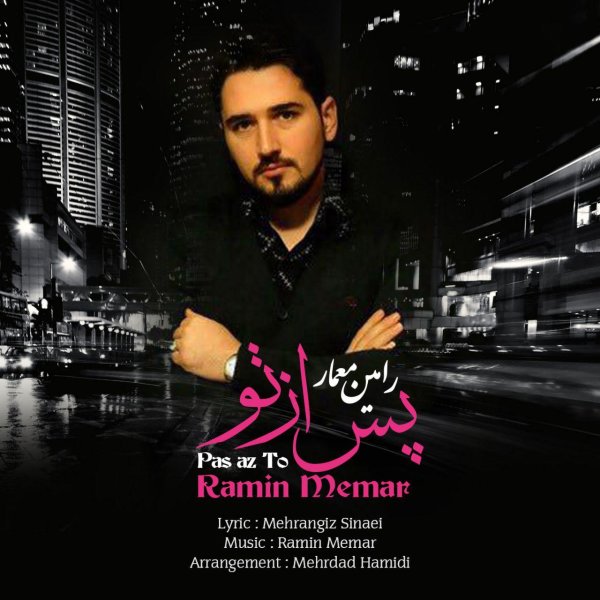 رامین معمار
پس از تو
Pas az To
Ramin Memar
Lyric : Mehrangiz Sinaei
Music : Ramin Memar
Arrangement : Mehrdad Hamidi